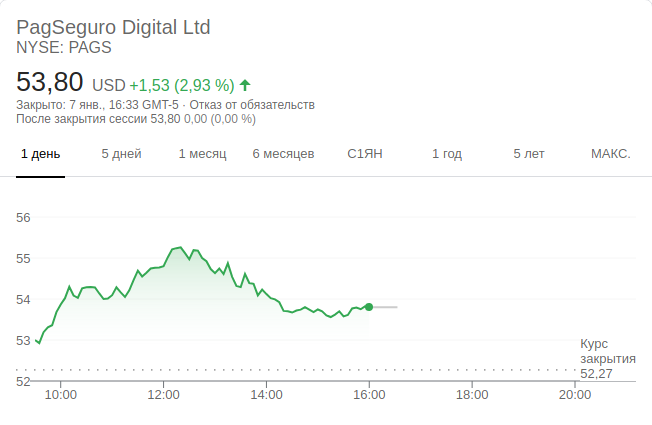 PagSeguro Digital Ltd
NYSE: PAGS
53,80 USD +1,53 (2,93 %)
Закрыто: 7 янв., 16:33 GMT-5 · Отказ от обязательств
После закрытия сессии 53,80 0,00 (0,00 %)
1 день 5 дней 1 месяц 6 месяцев С1ЯН 1 год 5 лет МАКС.
56
55
54
53
Курс
закрытия
52,27
52
10:00 12:00 14:00 16:00 18:00 20:00